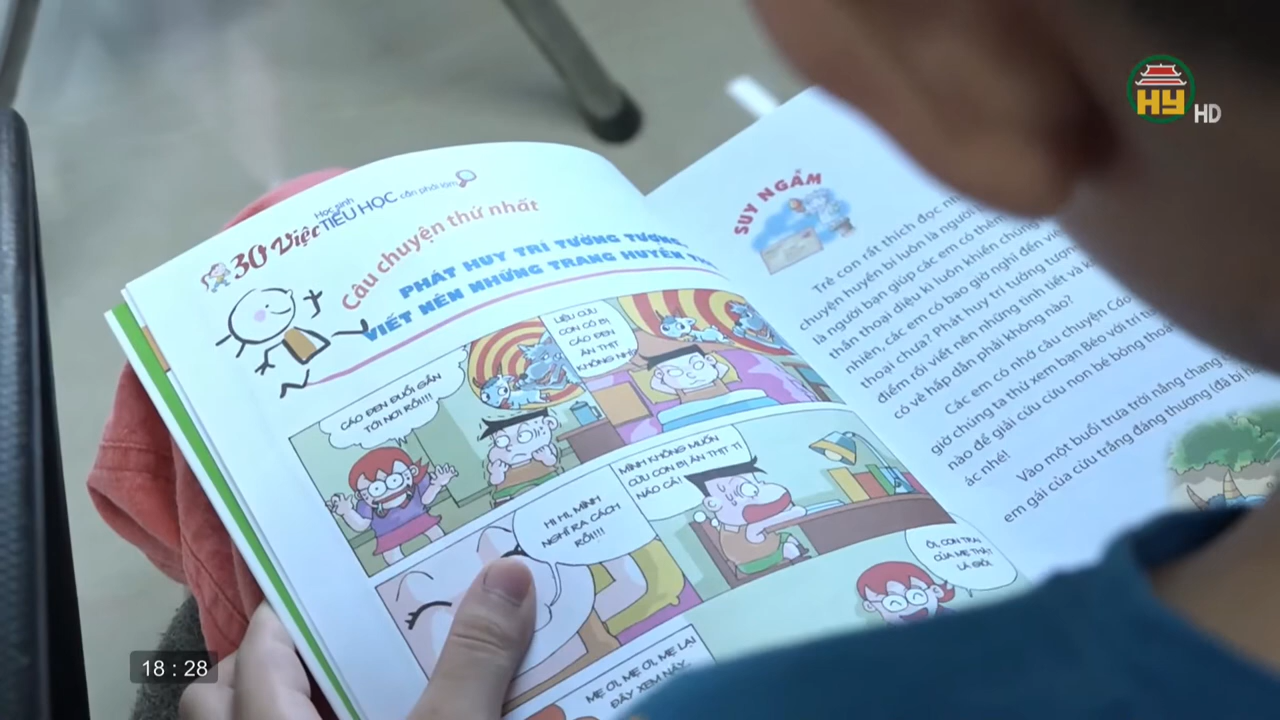 HY HD
30 Việc Học sinh TIỂU HỌC cần phải làm
Câu chuyện thứ nhất
PHÁT HUY TRÍ TƯỞNG TƯỢNG,
VIẾT NÊN NHỮNG TRANG HUYỀN
CÁO ĐEN ĐUỔI GẦN
TỚI NƠI RỒI!!!
LIỆU CỪU
CON CÓ BỊ
CÁO ĐEN
ĂN THỊT
KHÔNG NHỈ
HI HI, MÌNH
NGHĨ RA CÁCH
RỒI!!!
MÌNH KHÔNG MUỐN
CỪU CON BỊ ĂN THỊT TÍ
NÀO CẢ!
MẸ ƠI, MẸ ƠI, MẸ LẠI
ĐÂY XEM NÀY
ÔI, CON TRAI
CỦA MẸ THẬT
LÀ GIỎI.
SUY NGẪM
Trẻ con rất thích đọc
chuyện huyền bí luôn là người
là người bạn giúp các em có thêm
thần thoại diệu kì luôn khiến chúng
nhiên, các em có bao giờ nghĩ đến
thoại chưa? Phát huy trí tưởng tượng
điểm rồi viết nên những tình tiết và
có vẻ hấp dẫn phải không nào?
Các em có nhớ câu chuyện Cáo
giờ chúng ta thử xem bạn Béo với trí
nào để giải cứu cừu non bé bỏng thoát
ác nhé!
Vào một buổi trưa trời nắng chang
em gái của cừu trắng đáng thương (đã bị
18 : 28